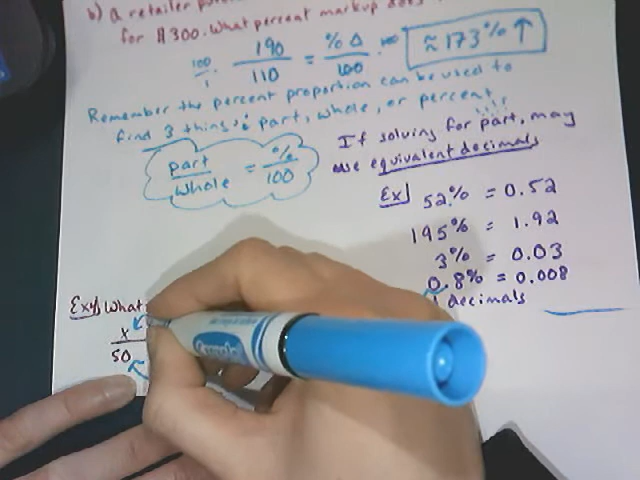 b) a retailer
for $300. What percent markup does
100/1 · 190/110 = %Δ/100 · ≈ 173% ↑
Remember the percent proportion can be used to
find 3 things: part, whole, or percent.
part/whole = %/100
If solving for part, may
use equivalent decimals
Ex] 52% = 0.52
195% = 1.92
3% = 0.03
0.8% = 0.008
decimals
Ex] What
x/50